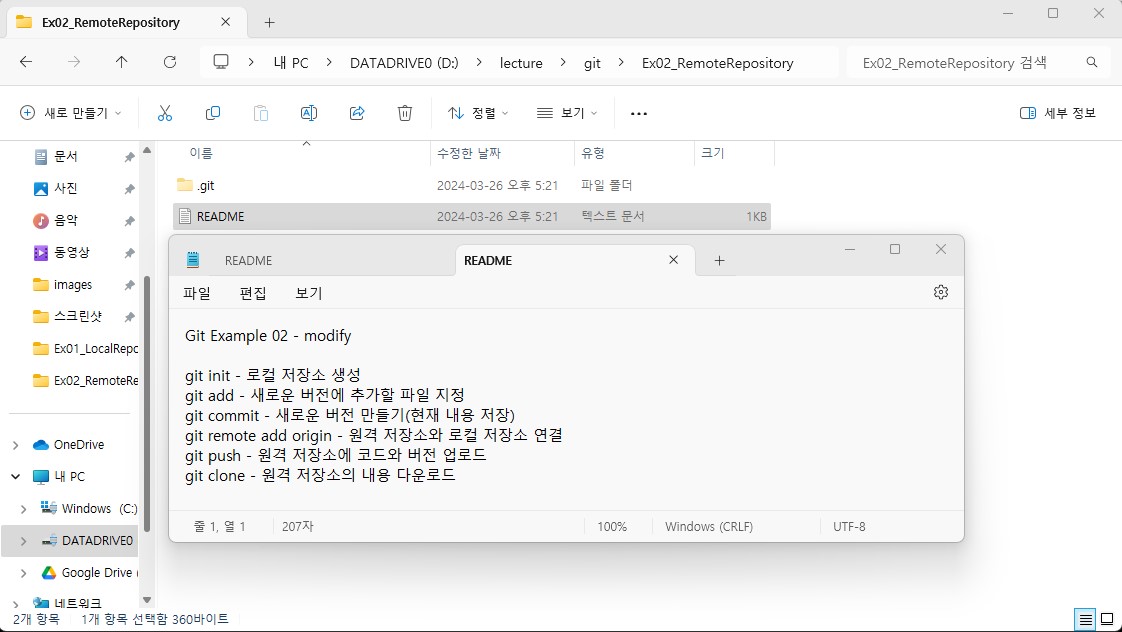 Ex02_RemoteRepository
내 PC > DATADRIVE0 (D:) > lecture > git > Ex02_RemoteRepository
Ex02_RemoteRepository 검색
새로 만들기
정렬
보기
세부 정보
문서
사진
음악
동영상
images
스크린샷
Ex01_LocalRepo
Ex02_RemoteRe
OneDrive
내 PC
Windows (C:)
DATADRIVE0
Google Drive (
네트워크
이름 수정한 날짜 유형 크기
.git 2024-03-26 오후 5:21 파일 폴더
README 2024-03-26 오후 5:21 텍스트 문서 1KB
README README
파일 편집 보기
Git Example 02 - modify
git init - 로컬 저장소 생성
git add - 새로운 버전에 추가할 파일 지정
git commit - 새로운 버전 만들기(현재 내용 저장)
git remote add origin - 원격 저장소와 로컬 저장소 연결
git push - 원격 저장소에 코드와 버전 업로드
git clone - 원격 저장소의 내용 다운로드
줄 1, 열 1 207자 100% Windows (CRLF) UTF-8
2개 항목 1개 항목 선택함 360바이트